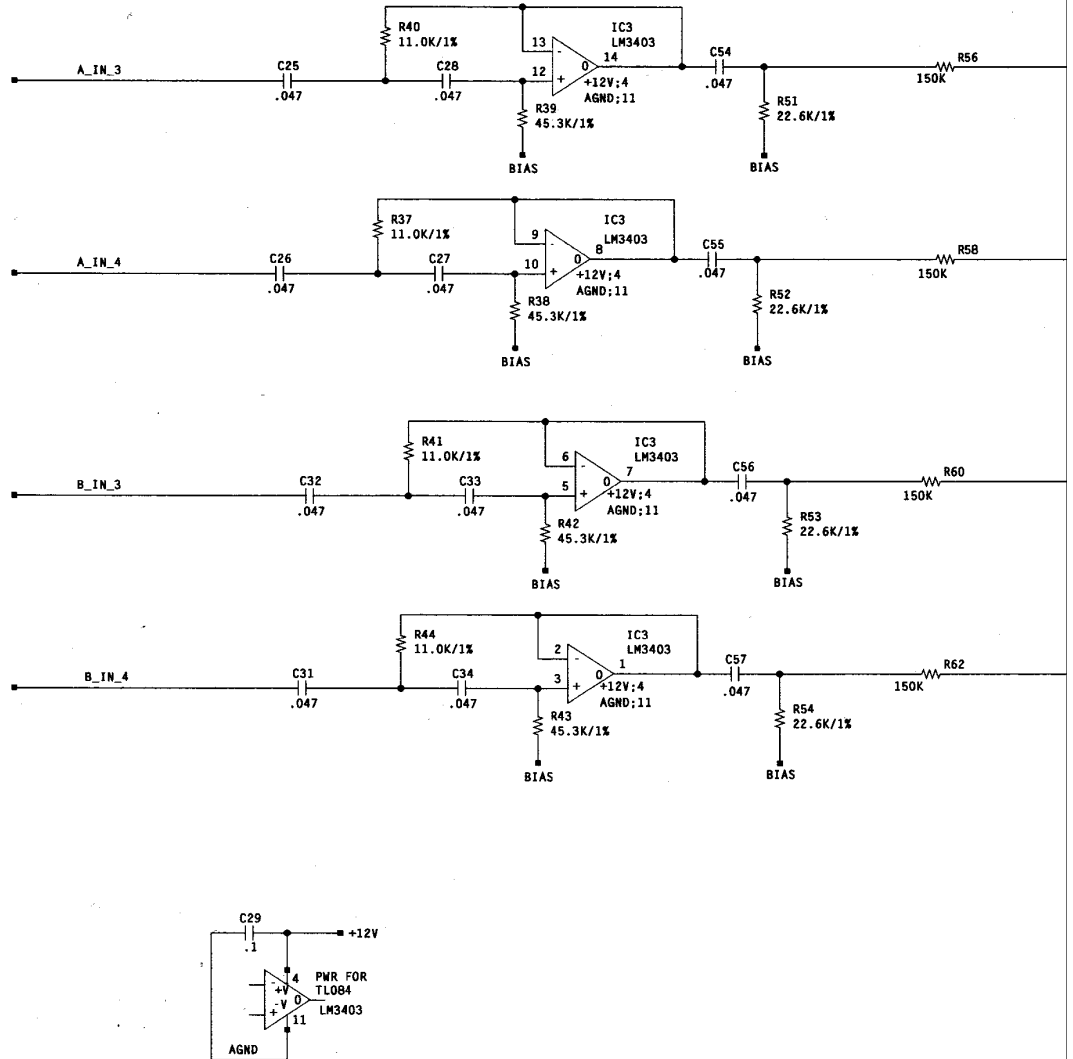 R40
11.0K/1%
IC3
LM3403
13
-
14
12
+
O
+12V;4
AGND;11
A_IN_3
C25
.047
C28
.047
R39
45.3K/1%
BIAS
C54
.047
R51
22.6K/1%
BIAS
R56
150K
R37
11.0K/1%
IC3
LM3403
9
-
8
10
+
O
+12V;4
AGND;11
A_IN_4
C26
.047
C27
.047
R38
45.3K/1%
BIAS
C55
.047
R52
22.6K/1%
BIAS
R58
150K
R41
11.0K/1%
IC3
LM3403
6
-
7
5
+
O
+12V;4
AGND;11
B_IN_3
C32
.047
C33
.047
R42
45.3K/1%
BIAS
C56
.047
R53
22.6K/1%
BIAS
R60
150K
R44
11.0K/1%
IC3
LM3403
2
-
1
3
+
O
+12V;4
AGND;11
B_IN_4
C31
.047
C34
.047
R43
45.3K/1%
BIAS
C57
.047
R54
22.6K/1%
BIAS
R62
150K
C29
.1
+12V
4
PWR FOR
TL084
LM3403
-
+V
-V
O
+
11
AGND